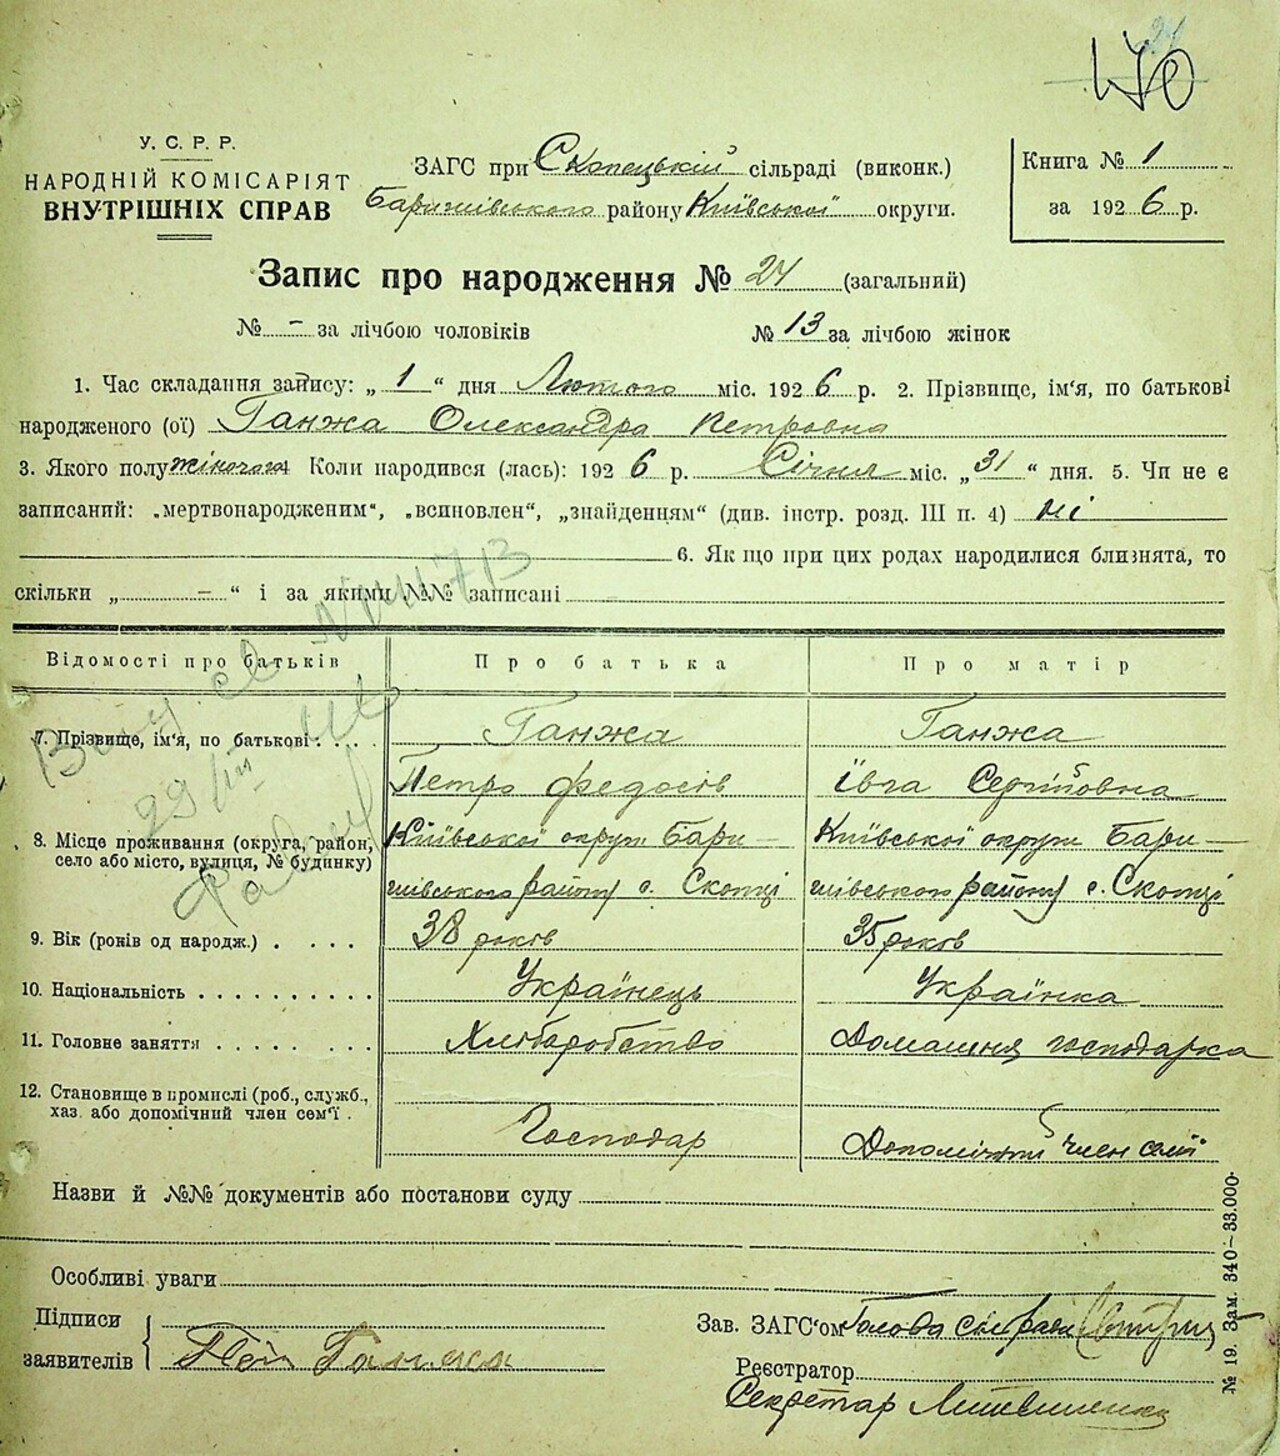 170
У. С. Р. Р.
НАРОДНІЙ КОМІСАРІЯТ
ВНУТРІШНІХ СПРАВ
ЗАГС при Скопецькій сільраді (виконк.)
Баришівського району Київської округи.
Книга № 1
за 1926 р.
Запис про народження № 24 (загальний)
№ – за лічбою чоловіків
№ 13 за лічбою жінок
1. Час складання запису: „ 1 “ дня Лютого міс. 1926 р. 2. Прізвище, ім‘я, по батькові
народженого (ої) Ганжа Олександра Петровна
3. Якого полу жіночого 4 Коли народився (лась): 1926 р. Січня міс. „31“ дня. 5. Чи не є
записаний: „мертвонародженим“, „всиновлен“, „знайденням“ (див. інстр. розд. III п. 4) ні
6. Якщо при цих родах народилися близнята, то
скільки „ – “ і за якими №№ записані
Відомості про батьків
Про батька
Про матір
7. Прізвище, ім‘я, по батькові
Ганжа
Ганжа
Петро Федосів
Ївга Сергіївна
8. Місце проживання (округа, район,
село або місто, вулиця, № будинку)
Київської округи Бари–
шівського району с. Скопці
Київської округи Бари–
шівського району с. Скопці
9. Вік (років од народж.)
38 років
35 років
10. Національність
Українець
Українка
11. Головне заняття
Хліборобство
Домашня господарка
12. Становище в промислі (роб., служб.,
хаз. або допомічний член сем‘ї
Господар
Допомічний член семії
Назви й №№ документів або постанови суду
Особливі уваги
Підписи
заявителів
Ганжа
Зав. ЗАГС‘ом Голова сільради
Реєстратор
Секретар Литвиненко
№ 19. Зам. 340–33.000